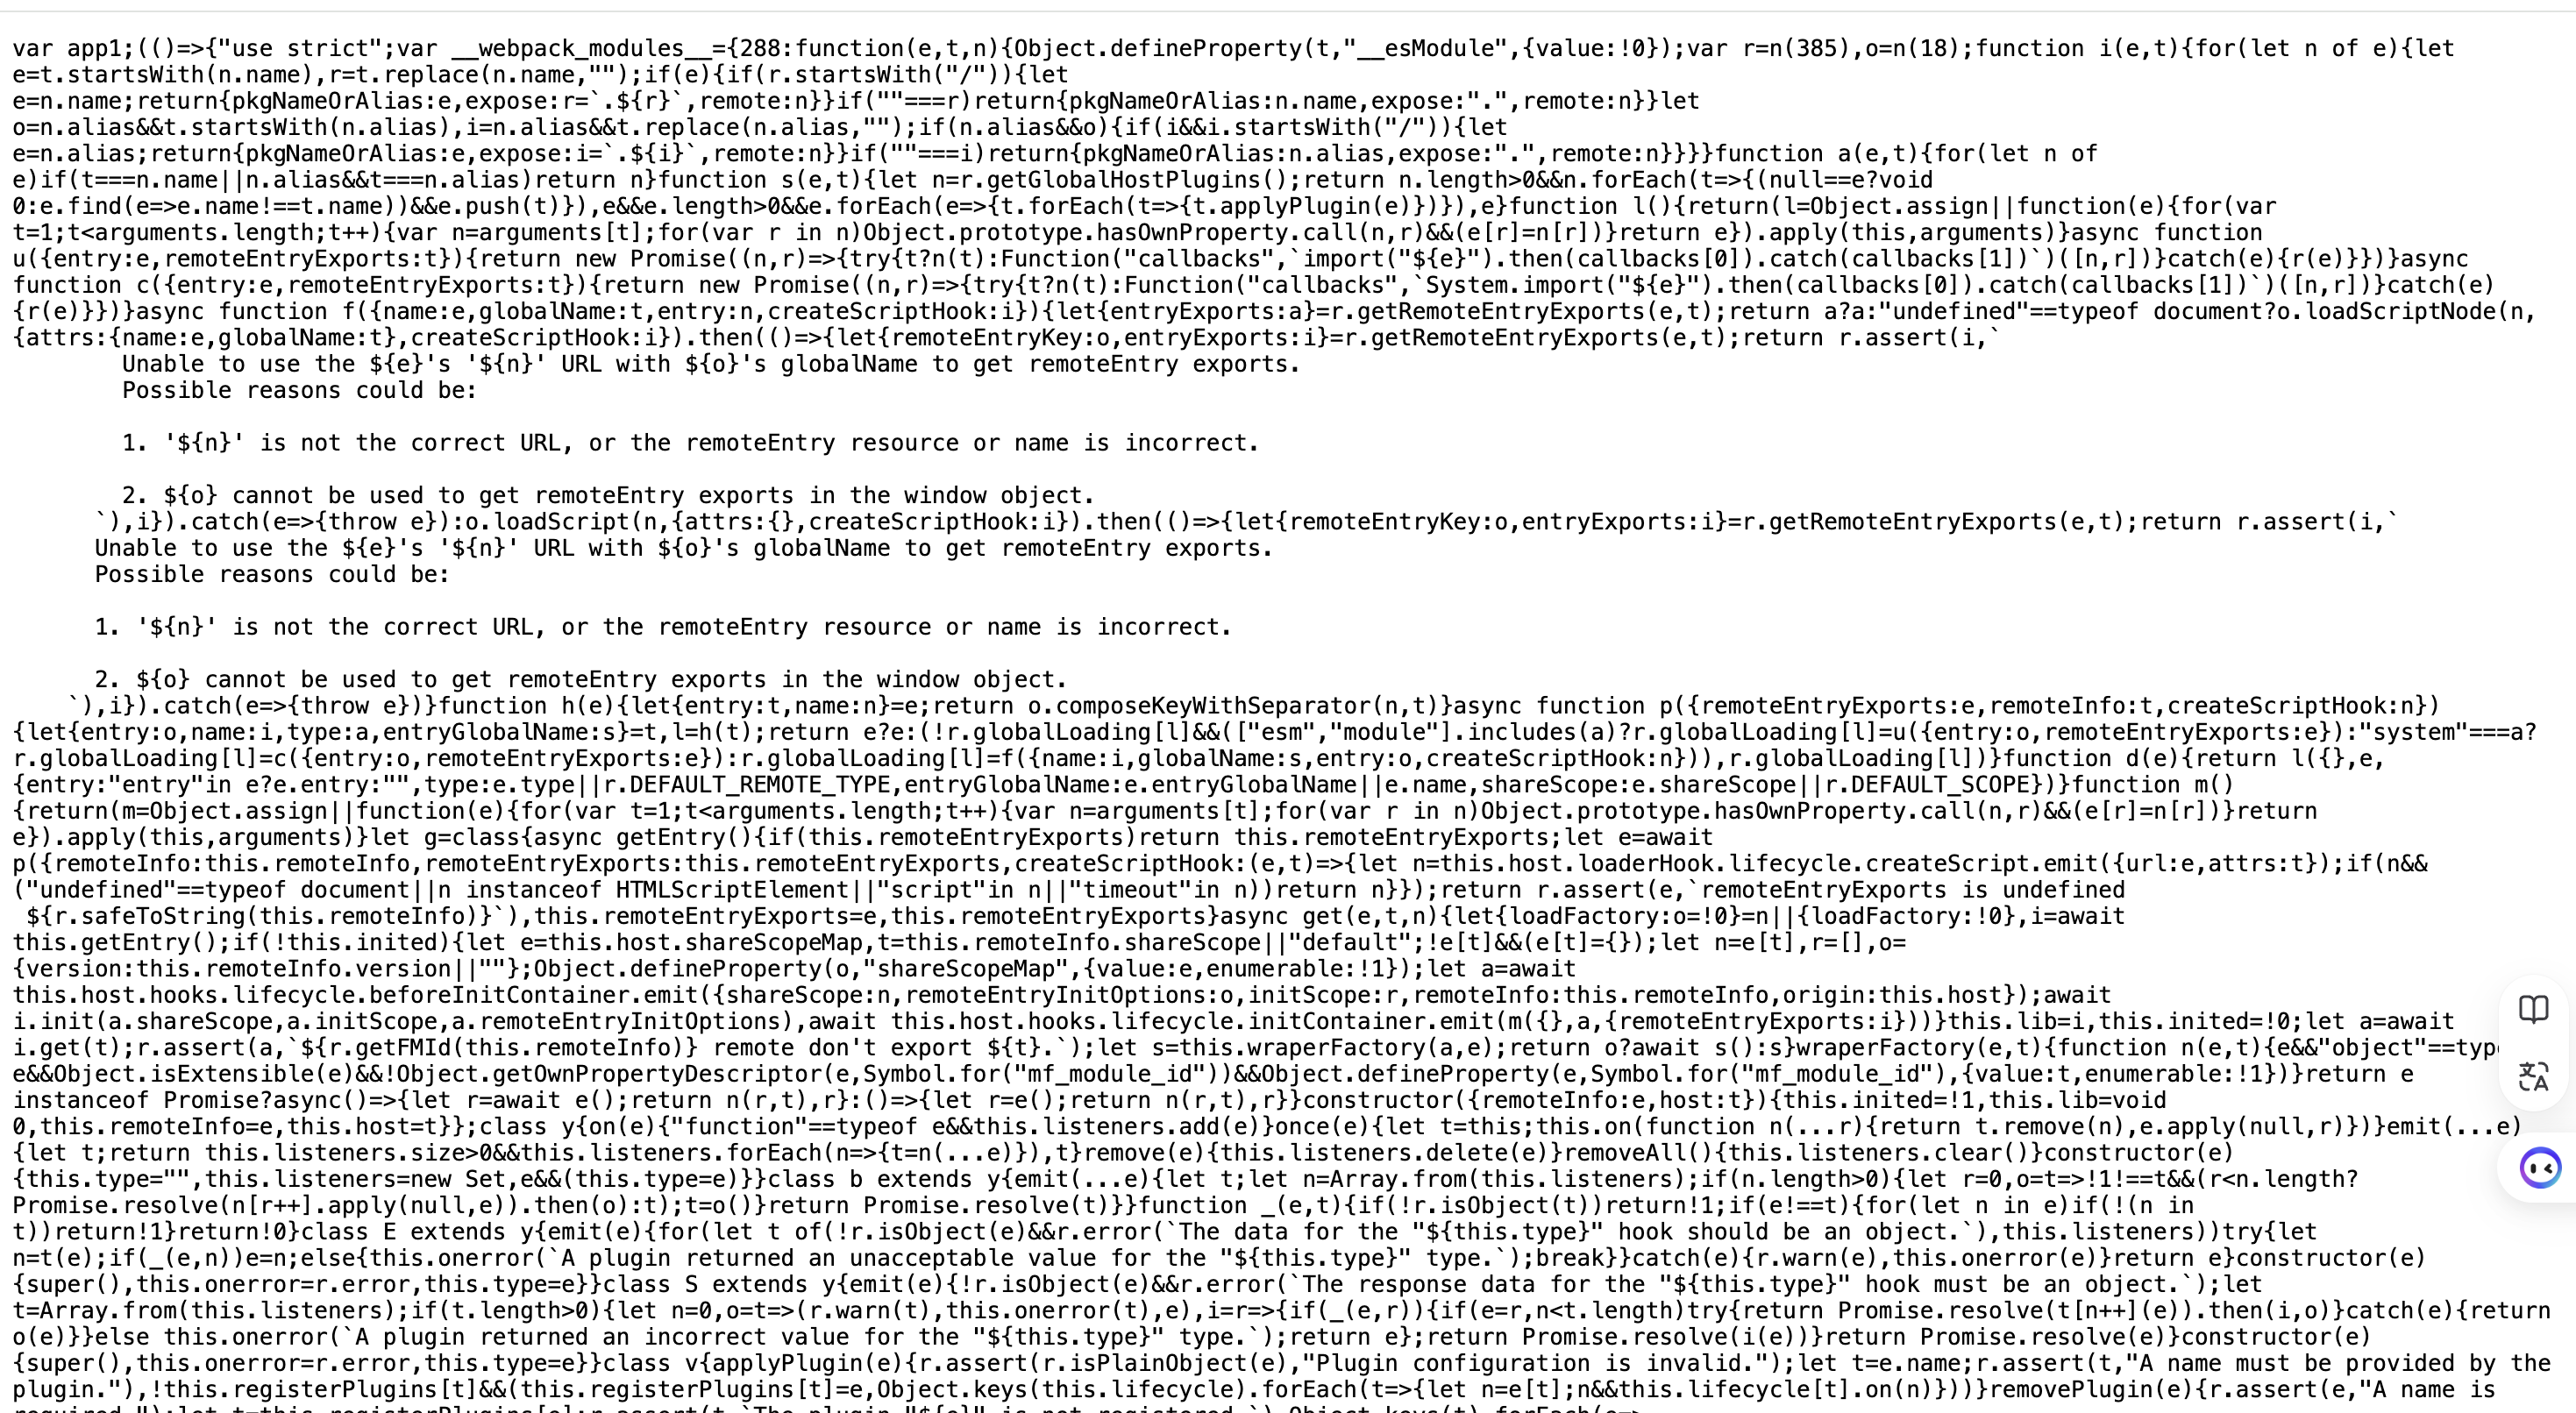 var app1;(()=>{"use strict";var __webpack_modules__={288:function(e,t,n){Object.defineProperty(t,"__esModule",{value:!0});var r=n(385),o=n(18);function i(e,t){for(let n of e){let
e=t.startsWith(n.name),r=t.replace(n.name,"");if(e){if(r.startsWith("/")){let
e=n.name;return{pkgNameOrAlias:e,expose:r=`.${r}`,remote:n}}if(""===r)return{pkgNameOrAlias:n.name,expose:".",remote:n}}let
o=n.alias&&t.startsWith(n.alias),i=n.alias&&t.replace(n.alias,"");if(n.alias&&o){if(i&&i.startsWith("/")){let
e=n.alias;return{pkgNameOrAlias:e,expose:i=`.${i}`,remote:n}}if(""===i)return{pkgNameOrAlias:n.alias,expose:".",remote:n}}}}function a(e,t){for(let n of
e)if(t===n.name||n.alias&&t===n.alias)return n}function s(e,t){let n=r.getGlobalHostPlugins();return n.length>0&&n.forEach(t=>{(null==e?void
0:e.find(e=>e.name!==t.name))&&e.push(t)}),e&&e.length>0&&e.forEach(e=>{t.forEach(t=>{t.applyPlugin(e)})}),e}function l(){return(l=Object.assign||function(e){for(var
t=1;t<arguments.length;t++){var n=arguments[t];for(var r in n)Object.prototype.hasOwnProperty.call(n,r)&&(e[r]=n[r])}return e}).apply(this,arguments)}async function
u({entry:e,remoteEntryExports:t}){return new Promise((n,r)=>{try{t?n(t):Function("callbacks",`import("${e}").then(callbacks[0]).catch(callbacks[1])`)([n,r])}catch(e){r(e)}})}async
function c({entry:e,remoteEntryExports:t}){return new Promise((n,r)=>{try{t?n(t):Function("callbacks",`System.import("${e}").then(callbacks[0]).catch(callbacks[1])`)([n,r])}catch(e)
{r(e)}})}async function f({name:e,globalName:t,entry:n,createScriptHook:i}){let{entryExports:a}=r.getRemoteEntryExports(e,t);return a?a:"undefined"==typeof document?o.loadScriptNode(n,
{attrs:{name:e,globalName:t},createScriptHook:i}).then(()=>{let{remoteEntryKey:o,entryExports:i}=r.getRemoteEntryExports(e,t);return r.assert(i,`
Unable to use the ${e}'s '${n}' URL with ${o}'s globalName to get remoteEntry exports.
Possible reasons could be:
1. '${n}' is not the correct URL, or the remoteEntry resource or name is incorrect.
2. ${o} cannot be used to get remoteEntry exports in the window object.
`),i}).catch(e=>{throw e}):o.loadScript(n,{attrs:{},createScriptHook:i}).then(()=>{let{remoteEntryKey:o,entryExports:i}=r.getRemoteEntryExports(e,t);return r.assert(i,`
Unable to use the ${e}'s '${n}' URL with ${o}'s globalName to get remoteEntry exports.
Possible reasons could be:
1. '${n}' is not the correct URL, or the remoteEntry resource or name is incorrect.
2. ${o} cannot be used to get remoteEntry exports in the window object.
`),i}).catch(e=>{throw e})}function h(e){let{entry:t,name:n}=e;return o.composeKeyWithSeparator(n,t)}async function p({remoteEntryExports:e,remoteInfo:t,createScriptHook:n})
{let{entry:o,name:i,type:a,entryGlobalName:s}=t,l=h(t);return e?e:(!r.globalLoading[l]&&(["esm","module"].includes(a)?r.globalLoading[l]=u({entry:o,remoteEntryExports:e}):"system"===a?
r.globalLoading[l]=c({entry:o,remoteEntryExports:e}):r.globalLoading[l]=f({name:i,globalName:s,entry:o,createScriptHook:n})),r.globalLoading[l])}function d(e){return l({},e,
{entry:"entry"in e?e.entry:"",type:e.type||r.DEFAULT_REMOTE_TYPE,entryGlobalName:e.entryGlobalName||e.name,shareScope:e.shareScope||r.DEFAULT_SCOPE})}function m()
{return(m=Object.assign||function(e){for(var t=1;t<arguments.length;t++){var n=arguments[t];for(var r in n)Object.prototype.hasOwnProperty.call(n,r)&&(e[r]=n[r])}return
e}).apply(this,arguments)}let g=class{async getEntry(){if(this.remoteEntryExports)return this.remoteEntryExports;let e=await
p({remoteInfo:this.remoteInfo,remoteEntryExports:this.remoteEntryExports,createScriptHook:(e,t)=>{let n=this.host.loaderHook.lifecycle.createScript.emit({url:e,attrs:t});if(n&&
("undefined"==typeof document||n instanceof HTMLScriptElement||"script"in n||"timeout"in n))return n}});return r.assert(e,`remoteEntryExports is undefined
${r.safeToString(this.remoteInfo)}`),this.remoteEntryExports=e,this.remoteEntryExports}async get(e,t,n){let{loadFactory:o=!0}=n||{loadFactory:!0},i=await
this.getEntry();if(!this.inited){let e=this.host.shareScopeMap,t=this.remoteInfo.shareScope||"default";!e[t]&&(e[t]={});let n=e[t],r=[],o=
{version:this.remoteInfo.version||""};Object.defineProperty(o,"shareScopeMap",{value:e,enumerable:!1});let a=await
this.host.hooks.lifecycle.beforeInitContainer.emit({shareScope:n,remoteEntryInitOptions:o,initScope:r,remoteInfo:this.remoteInfo,origin:this.host});await
i.init(a.shareScope,a.initScope,a.remoteEntryInitOptions),await this.host.hooks.lifecycle.initContainer.emit(m({},a,{remoteEntryExports:i}))}this.lib=i,this.inited=!0;let a=await
i.get(t);r.assert(a,`${r.getFMId(this.remoteInfo)} remote don't export ${t}.`);let s=this.wraperFactory(a,e);return o?await s():s}wraperFactory(e,t){function n(e,t){e&&"object"==typ
e&&Object.isExtensible(e)&&!Object.getOwnPropertyDescriptor(e,Symbol.for("mf_module_id"))&&Object.defineProperty(e,Symbol.for("mf_module_id"),{value:t,enumerable:!1})}return e
instanceof Promise?async()=>{let r=await e();return n(r,t),r}:()=>{let r=e();return n(r,t),r}}constructor({remoteInfo:e,host:t}){this.inited=!1,this.lib=void
0,this.remoteInfo=e,this.host=t}};class y{on(e){"function"==typeof e&&this.listeners.add(e)}once(e){let t=this;this.on(function n(...r){return t.remove(n),e.apply(null,r)})}emit(...e)
{let t;return this.listeners.size>0&&this.listeners.forEach(n=>{t=n(...e)}),t}remove(e){this.listeners.delete(e)}removeAll(){this.listeners.clear()}constructor(e)
{this.type="",this.listeners=new Set,e&&(this.type=e)}}class b extends y{emit(...e){let t;let n=Array.from(this.listeners);if(n.length>0){let r=0,o=t=>!1!==t&&(r<n.length?
Promise.resolve(n[r++].apply(null,e)).then(o):t);t=o()}return Promise.resolve(t)}}function _(e,t){if(!r.isObject(t))return!1;if(e!==t){for(let n in e)if(!(n in
t))return!1}return!0}class E extends y{emit(e){for(let t of(!r.isObject(e)&&r.error(`The data for the "${this.type}" hook should be an object.`),this.listeners))try{let
n=t(e);if(_(e,n))e=n;else{this.onerror(`A plugin returned an unacceptable value for the "${this.type}" type.`);break}}catch(e){r.warn(e),this.onerror(e)}return e}constructor(e)
{super(),this.onerror=r.error,this.type=e}}class S extends y{emit(e){!r.isObject(e)&&r.error(`The response data for the "${this.type}" hook must be an object.`);let
t=Array.from(this.listeners);if(t.length>0){let n=0,o=t=>(r.warn(t),this.onerror(t),e),i=r=>{if(_(e,r)){if(e=r,n<t.length)try{return Promise.resolve(t[n++](e)).then(i,o)}catch(e){return
o(e)}}else this.onerror(`A plugin returned an incorrect value for the "${this.type}" type.`);return e};return Promise.resolve(i(e))}return Promise.resolve(e)}constructor(e)
{super(),this.onerror=r.error,this.type=e}}class v{applyPlugin(e){r.assert(r.isPlainObject(e),"Plugin configuration is invalid.");let t=e.name;r.assert(t,"A name must be provided by the
plugin."),!this.registerPlugins[t]&&(this.registerPlugins[t]=e,Object.keys(this.lifecycle).forEach(t=>{let n=e[t];n&&this.lifecycle[t].on(n)}))}removePlugin(e){r.assert(e,"A name is